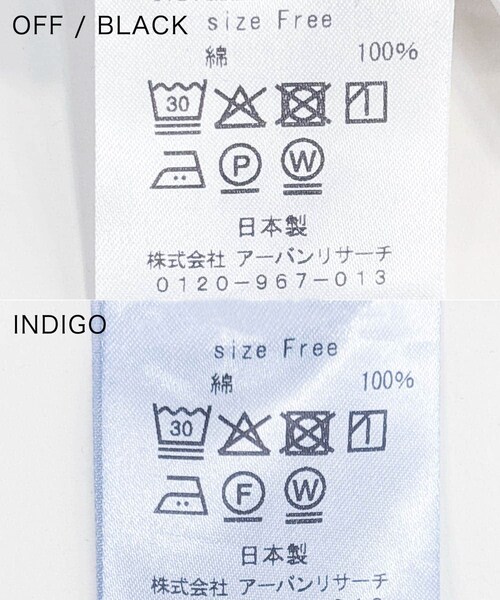 OFF / BLACK
size Free
綿 100%
30
P W
日本製
株式会社 アーバンリサーチ
0120-967-013
INDIGO
size Free
綿 100%
30
F W
日本製
株式会社 アーバンリサーチ